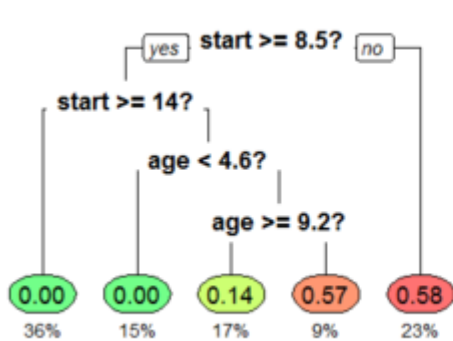 yes start >= 8.5? no
start >= 14?
age < 4.6?
age >= 9.2?
0.00 0.00 0.14 0.57 0.58
36% 15% 17% 9% 23%